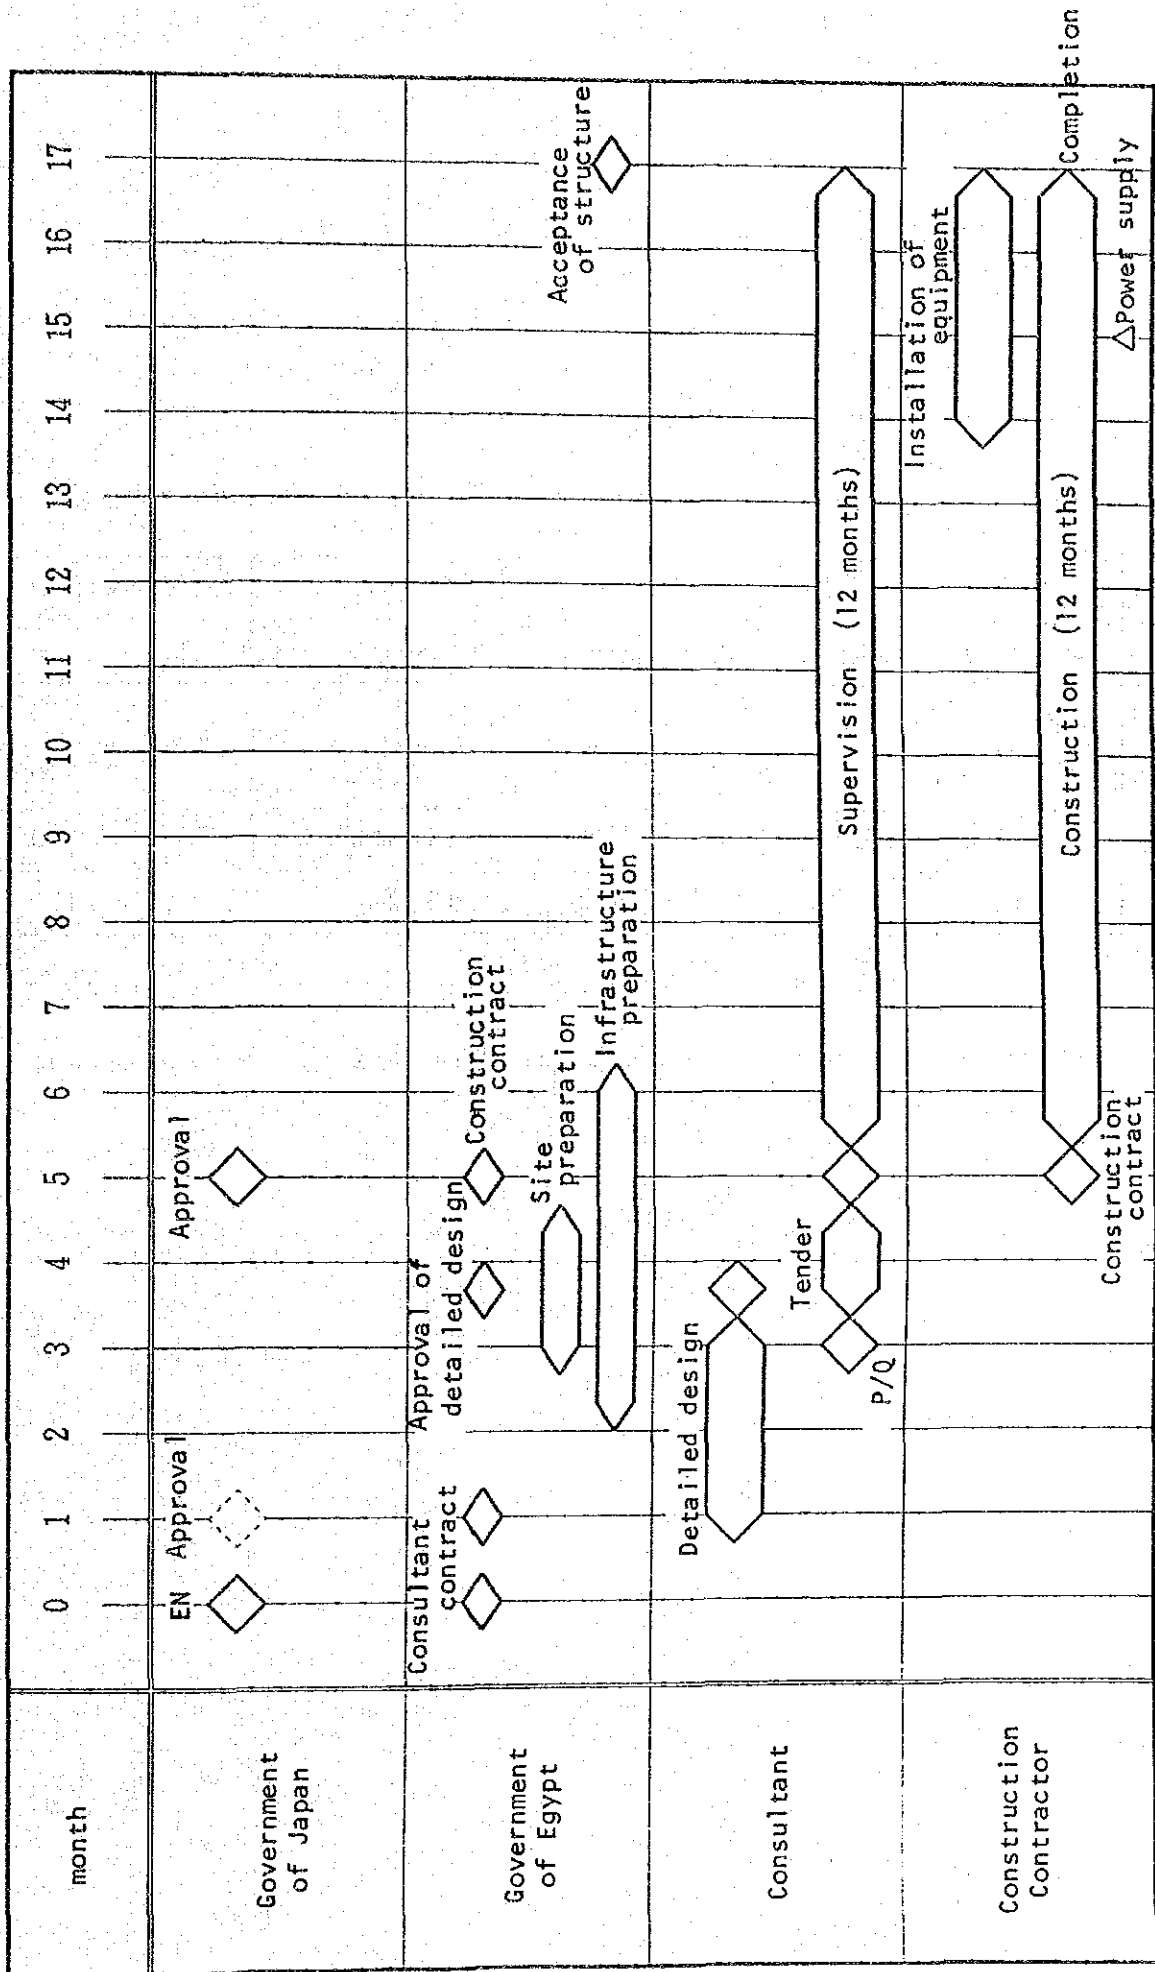 month
0 1 2 3 4 5 6 7 8 9 10 11 12 13 14 15 16 17
Government
of Japan
EN
Approval
Approval
Government
of Egypt
Consultant
contract
Approval of
detailed design
Construction
contract
Site
preparation
Infrastructure
preparation
Acceptance
of structure
Consultant
Detailed design
P/Q
Tender
Supervision (12 months)
Construction
Contractor
Installation of
equipment
Construction
contract
Construction (12 months)
Completion
△Power supply